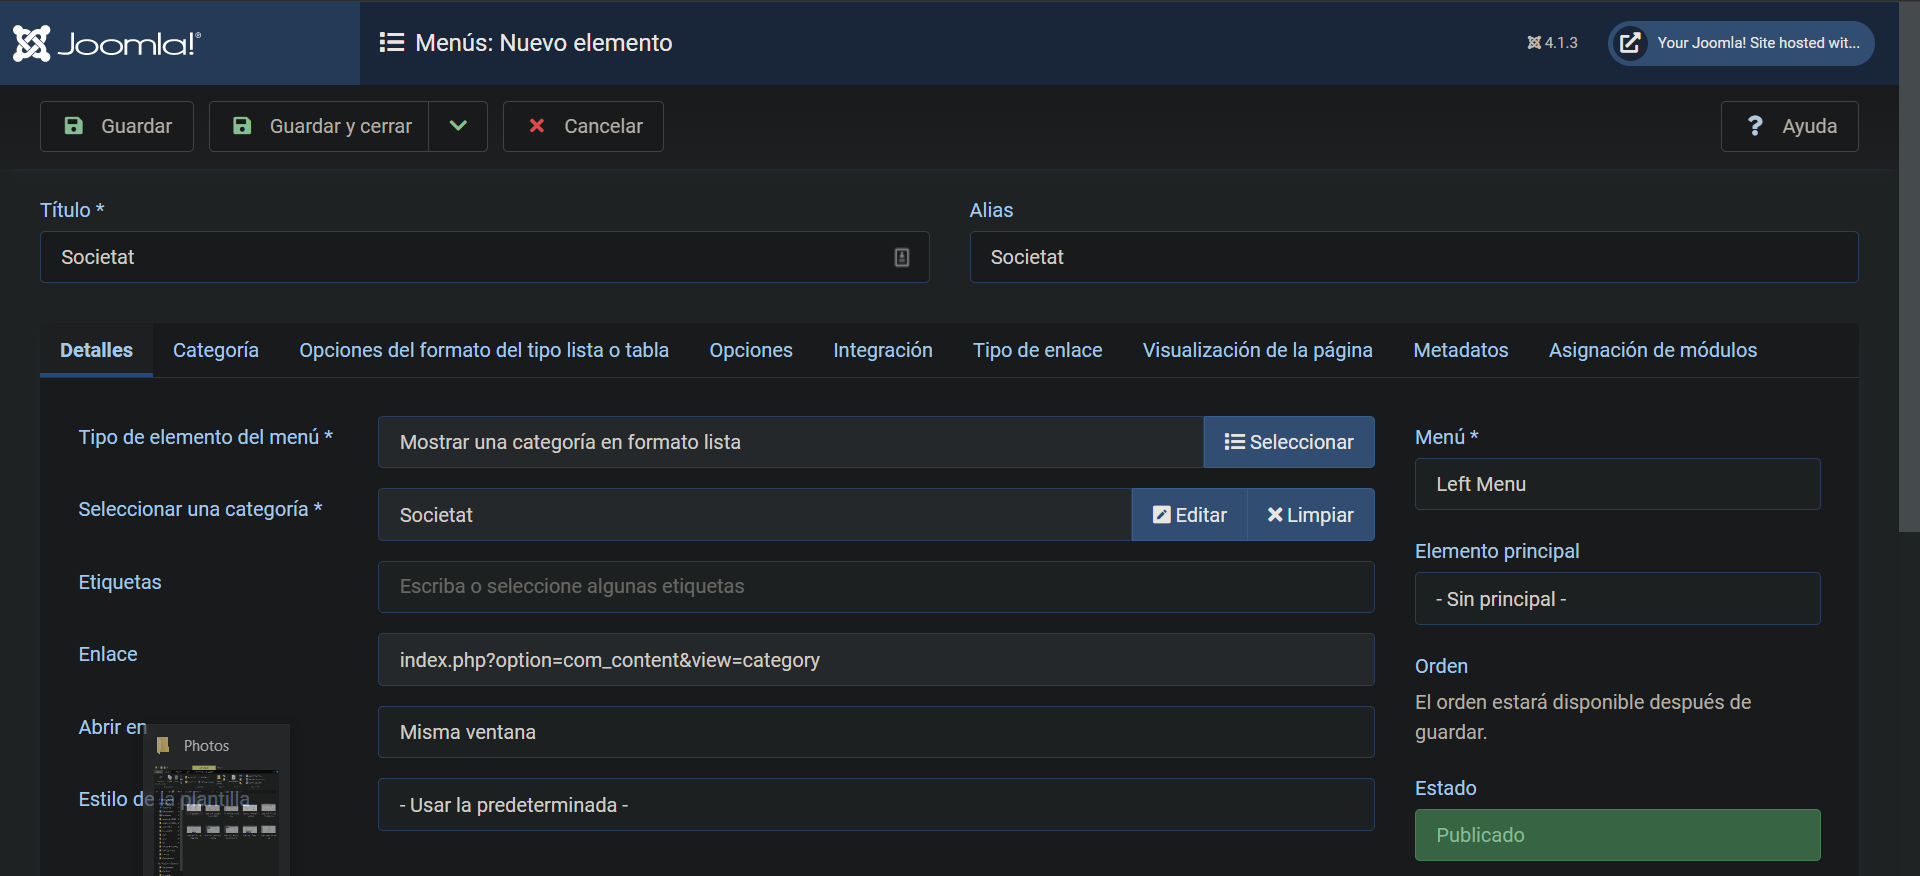 Joomla!®
Menús: Nuevo elemento
4.1.3
Your Joomla! Site hosted wit...
Guardar
Guardar y cerrar
Cancelar
? Ayuda
Título *
Alias
Societat
Societat
Detalles
Categoría
Opciones del formato del tipo lista o tabla
Opciones
Integración
Tipo de enlace
Visualización de la página
Metadatos
Asignación de módulos
Tipo de elemento del menú *
Mostrar una categoría en formato lista
Seleccionar
Menú *
Left Menu
Seleccionar una categoría *
Societat
Editar
Limpiar
Elemento principal
- Sin principal -
Etiquetas
Escriba o seleccione algunas etiquetas
Enlace
index.php?option=com_content&view=category
Orden
El orden estará disponible después de
guardar.
Abrir en
Misma ventana
Photos
Estilo de la plantilla
- Usar la predeterminada -
Estado
Publicado